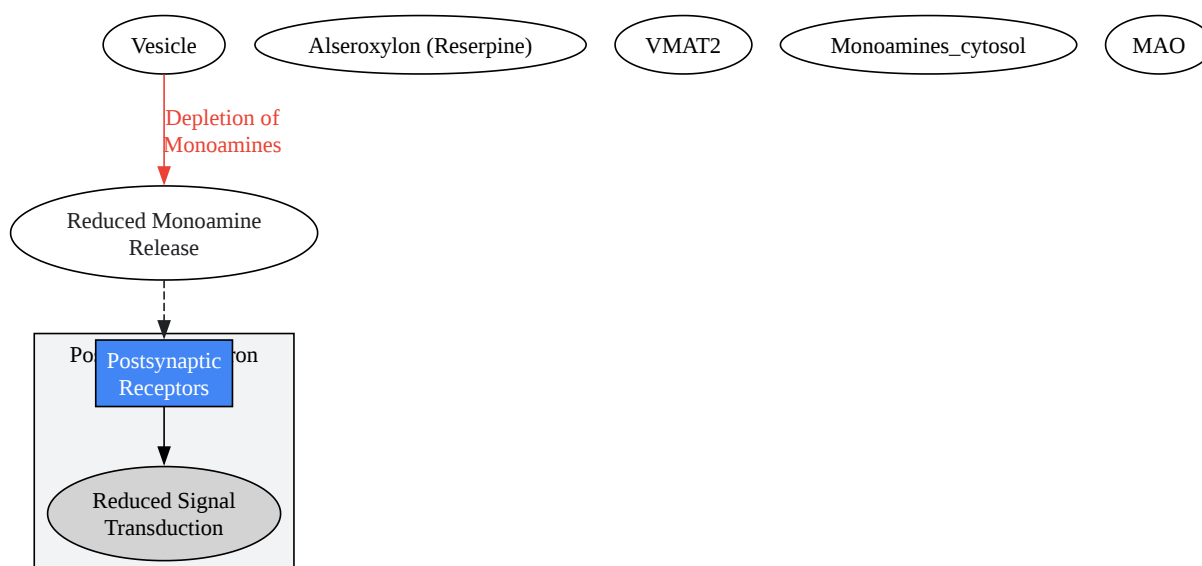 Vesicle
Alseroxylon (Reserpine)
VMAT2
Monoamines_cytosol
MAO
Depletion of
Monoamines
Reduced Monoamine
Release
Postsynaptic
Receptors
Reduced Signal
Transduction